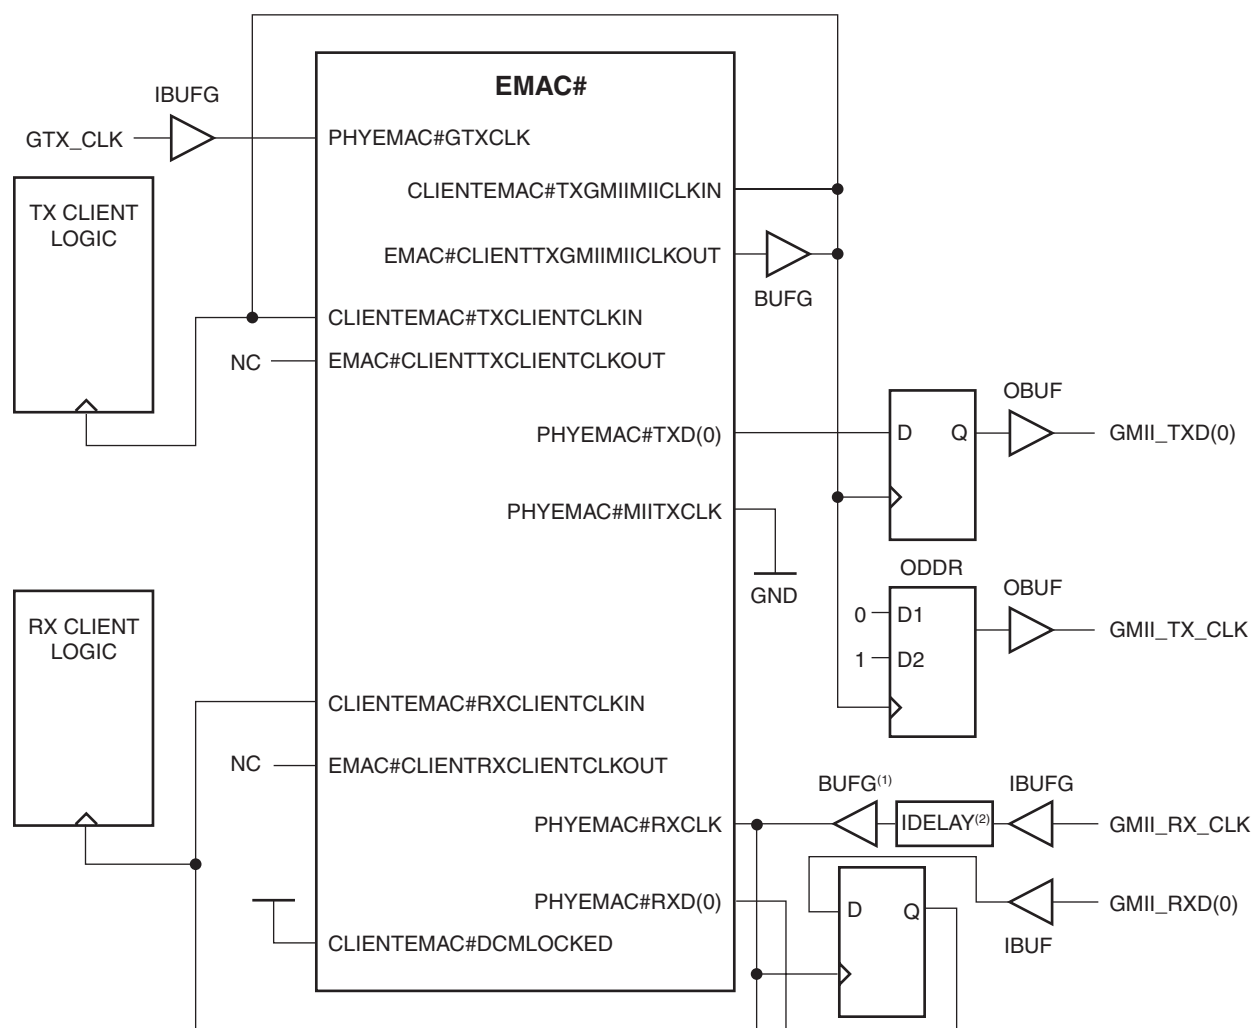 EMAC#
IBUFG
GTX_CLK
PHYEMAC#GTXCLK
TX CLIENT
LOGIC
CLIENTEMAC#TXGMIIMIICLKIN
EMAC#CLIENTTXGMIIMIICLKOUT
BUFG
CLIENTEMAC#TXCLIENTCLKIN
NC
EMAC#CLIENTTXCLIENTCLKOUT
OBUF
PHYEMAC#TXD(0)
D
Q
GMII_TXD(0)
PHYEMAC#MIITXCLK
GND
ODDR
OBUF
0
D1
GMII_TX_CLK
1
D2
RX CLIENT
LOGIC
CLIENTEMAC#RXCLIENTCLKIN
NC
EMAC#CLIENTRXCLIENTCLKOUT
BUFG(1)
IBUFG
PHYEMAC#RXCLK
IDELAY(2)
GMII_RX_CLK
PHYEMAC#RXD(0)
D
Q
GMII_RXD(0)
IBUF
CLIENTEMAC#DCMLOCKED